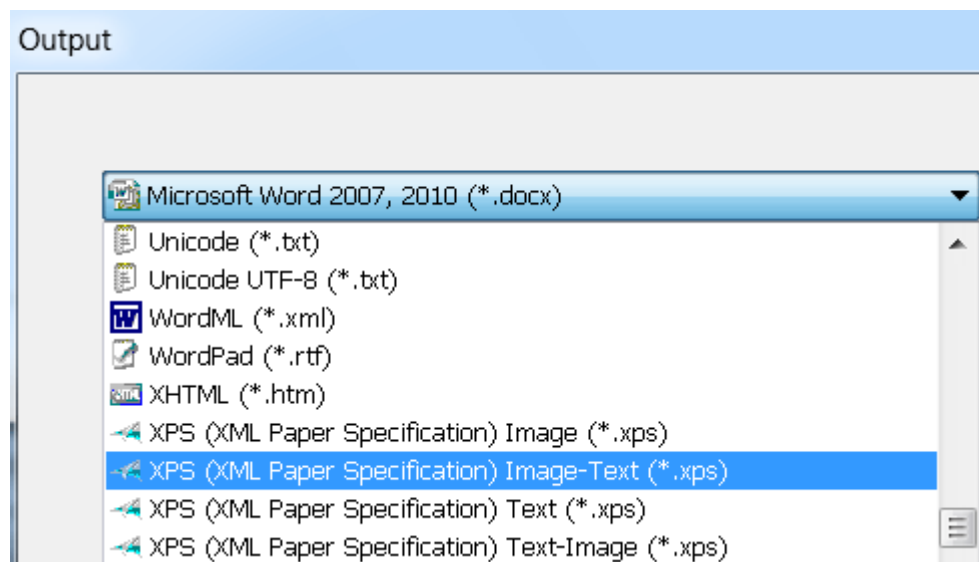 Output
Microsoft Word 2007, 2010 (*.docx)
Unicode (*.txt)
Unicode UTF-8 (*.txt)
WordML (*.xml)
WordPad (*.rtf)
XHTML (*.htm)
XPS (XML Paper Specification) Image (*.xps)
XPS (XML Paper Specification) Image-Text (*.xps)
XPS (XML Paper Specification) Text (*.xps)
XPS (XML Paper Specification) Text-Image (*.xps)